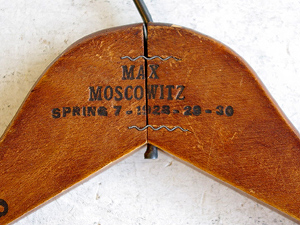 MAX
MOSCOWITZ
SPRING 7-1928-29-30